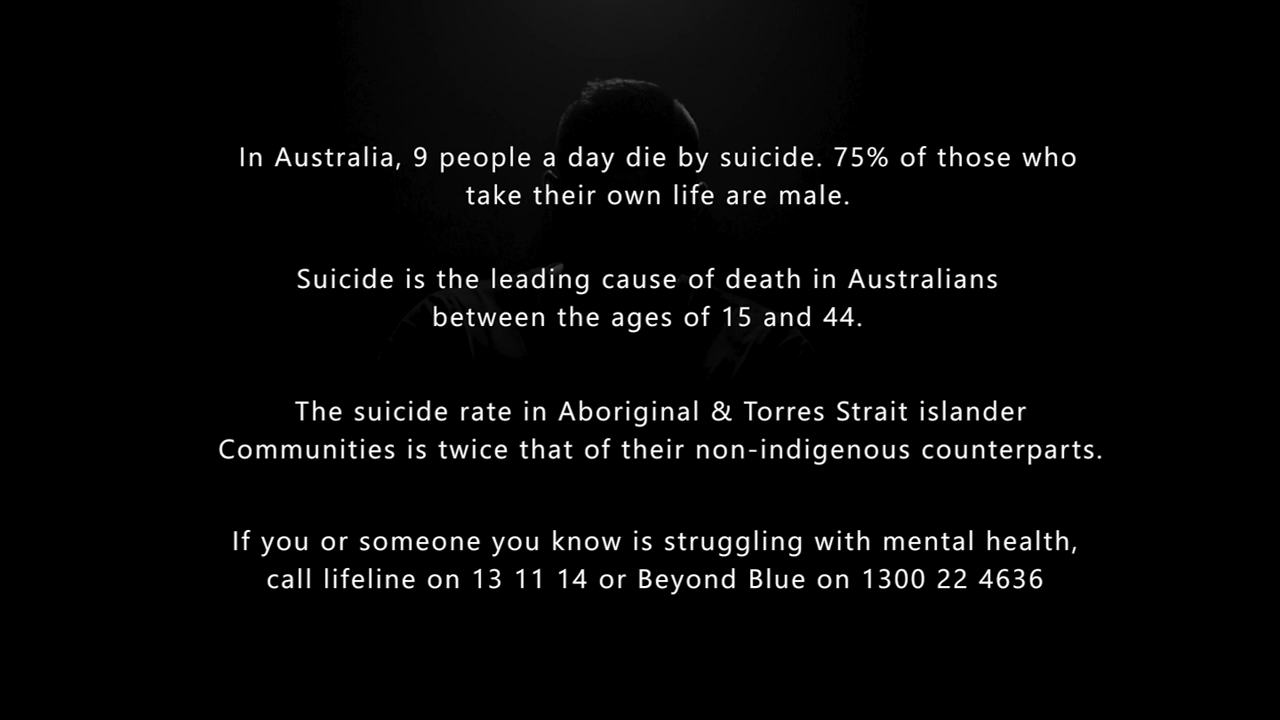 In Australia, 9 people a day die by suicide. 75% of those who
take their own life are male.
Suicide is the leading cause of death in Australians
between the ages of 15 and 44.
The suicide rate in Aboriginal & Torres Strait islander
Communities is twice that of their non-indigenous counterparts.
If you or someone you know is struggling with mental health,
call lifeline on 13 11 14 or Beyond Blue on 1300 22 4636